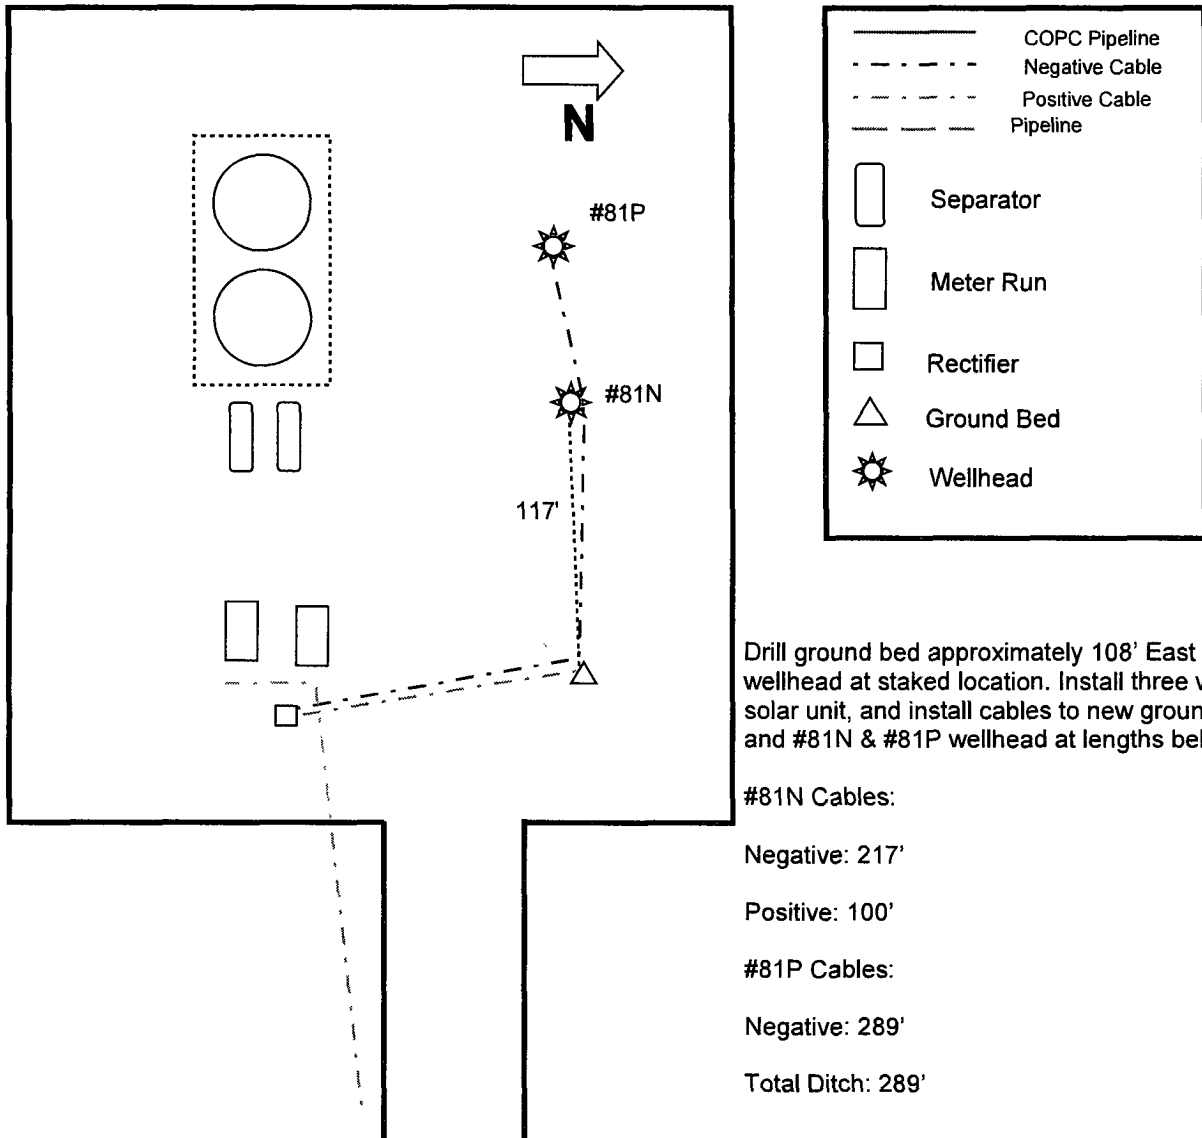 N
#81P
#81N
117'
COPC Pipeline
Negative Cable
Positive Cable
Pipeline
Separator
Meter Run
Rectifier
Ground Bed
Wellhead
Drill ground bed approximately 108' East
wellhead at staked location. Install three
solar unit, and install cables to new
and #81N & #81P wellhead at lengths
#81N Cables:
Negative: 217'
Positive: 100'
#81P Cables:
Negative: 289'
Total Ditch: 289'